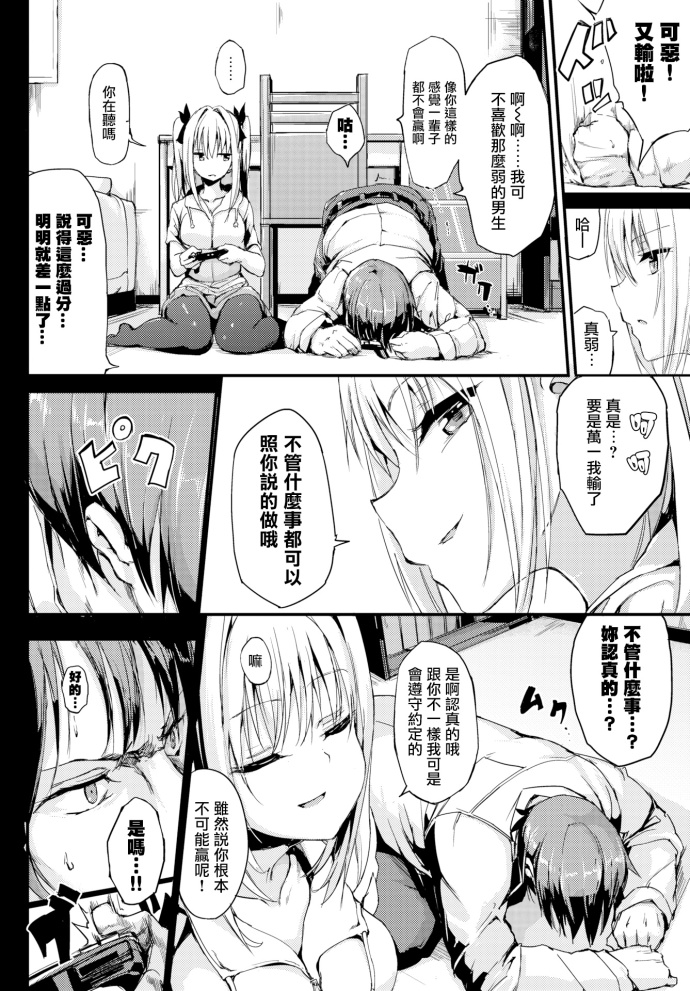 可惡！
又輸啦！
哈—
真弱…
啊～啊……我可
不喜歡那麼弱的男生
像你這樣的
感覺一輩子
都不會贏啊
咕…
……
你在聽嗎
可惡…
說得這麼過分…
明明就差一點了…
真是…？
要是萬一我輸了
呵
呵
不管什麼事都可以
照你說的做哦
ピク
不管什麼事…？
妳認真的…？
是啊認真的哦
跟你不一樣我可是
會遵守約定的
嘛
雖然說你根本
不可能贏呢！
好的…
是嗎…!!